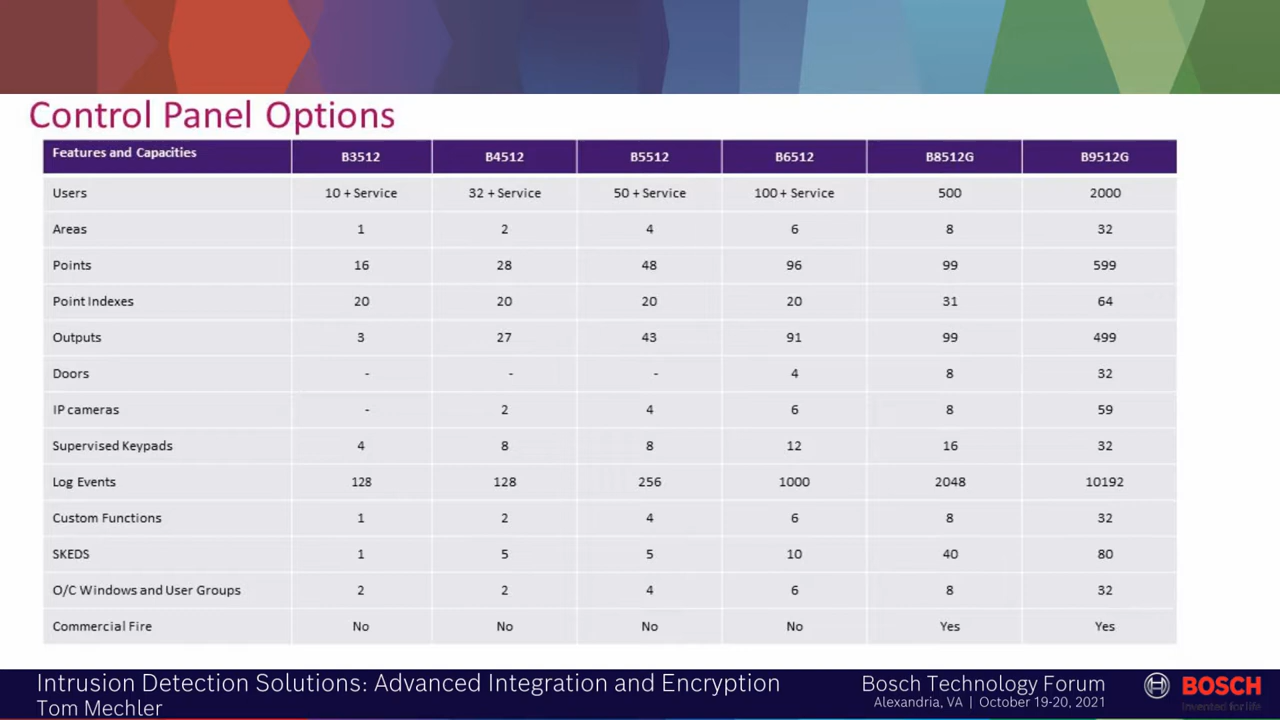 Control Panel Options
Features and Capacities B3512 B4512 B5512 B6512 B8512G B9512G
Users 10 + Service 32 + Service 50 + Service 100 + Service 500 2000
Areas 1 2 4 6 8 32
Points 16 28 48 96 99 599
Point Indexes 20 20 20 20 31 64
Outputs 3 27 43 91 99 499
Doors - - - 4 8 32
IP cameras - 2 4 6 8 59
Supervised Keypads 4 8 8 12 16 32
Log Events 128 128 256 1000 2048 10192
Custom Functions 1 2 4 6 8 32
SKEDS 1 5 5 10 40 80
O/C Windows and User Groups 2 2 4 6 8 32
Commercial Fire No No No No Yes Yes
Intrusion Detection Solutions: Advanced Integration and Encryption
Tom Mechler
Bosch Technology Forum
Alexandria, VA | October 19-20, 2021
BOSCH
Invented for life